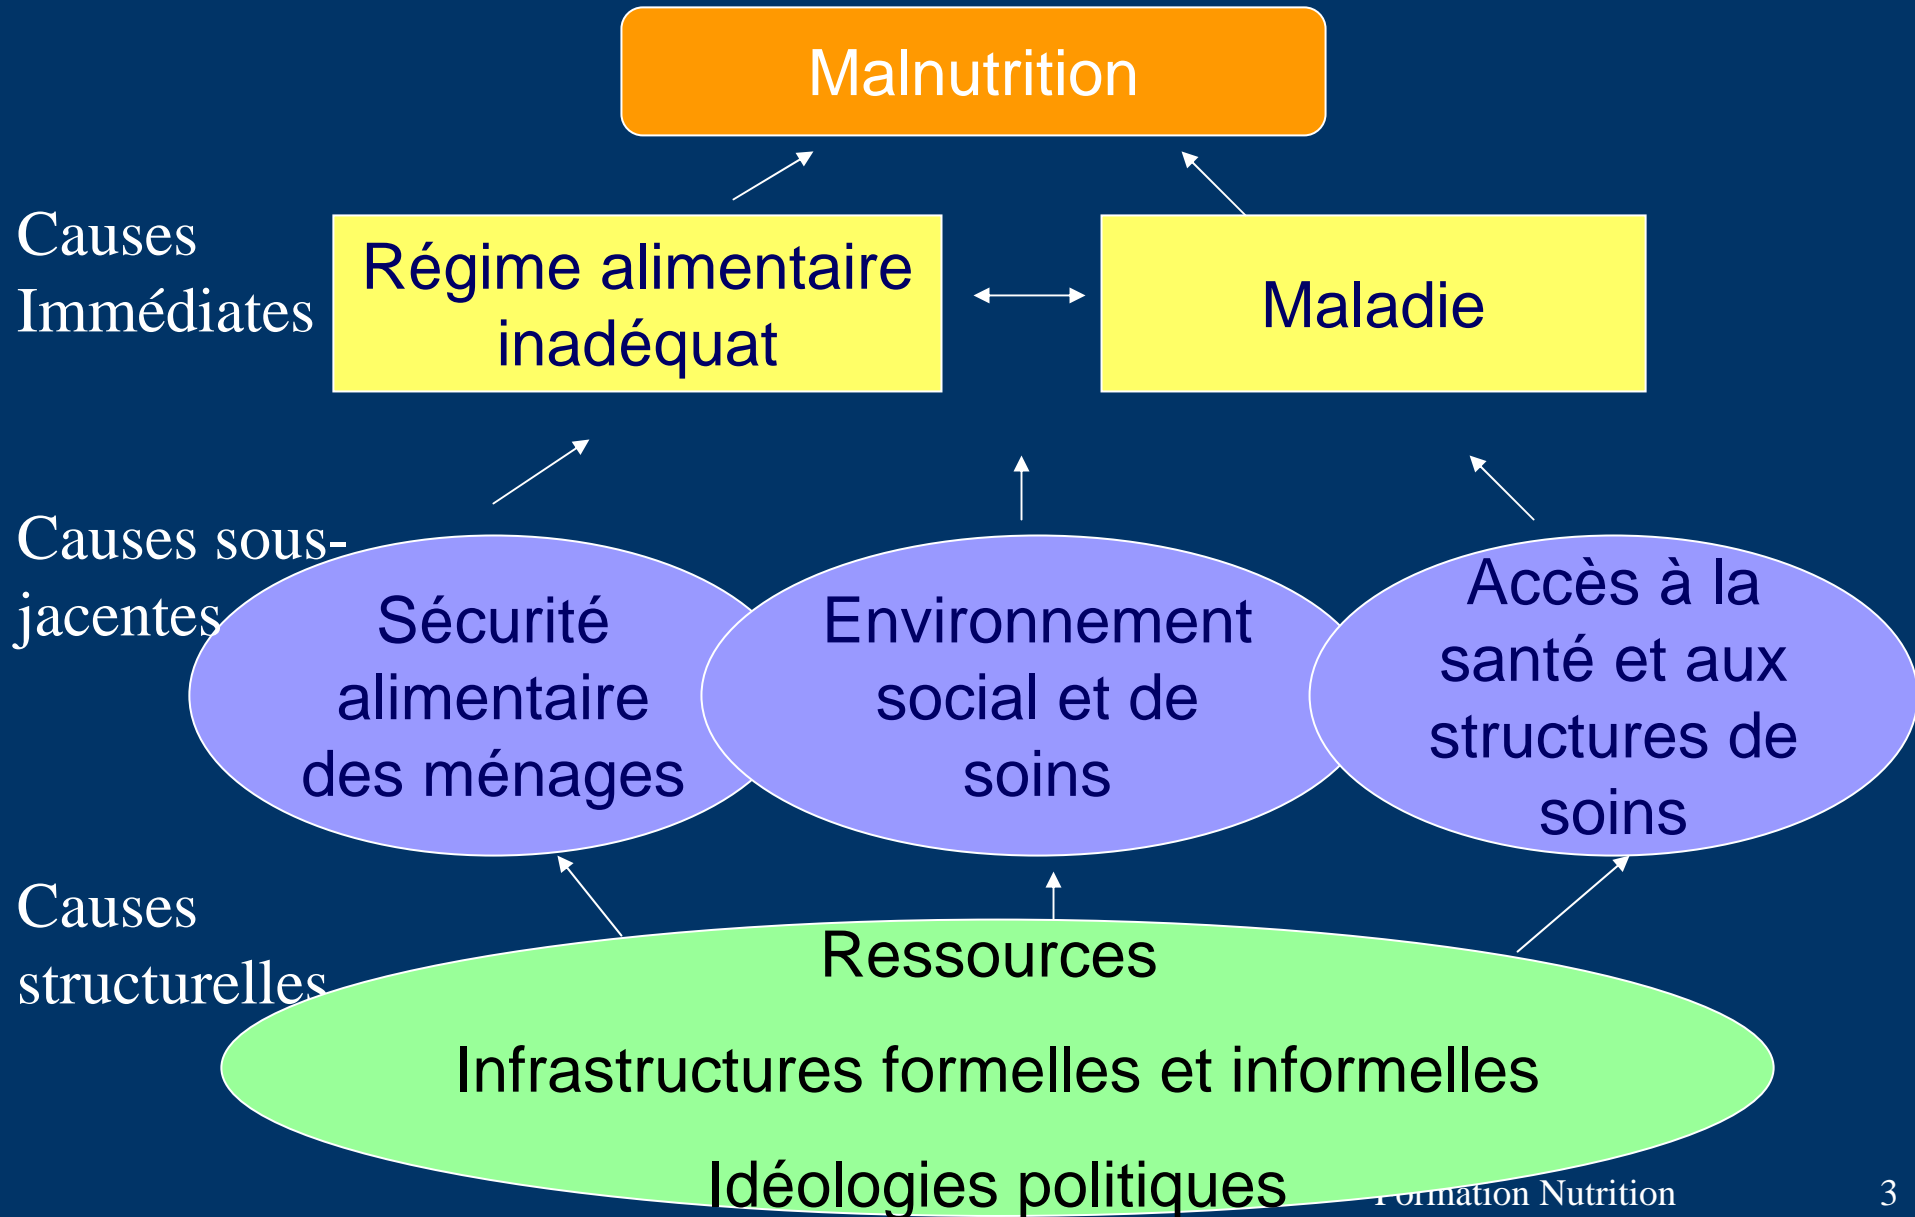 Malnutrition
Causes
Immédiates
Régime alimentaire
inadéquat
Maladie
Causes sous-
jacentes
Sécurité
alimentaire
des ménages
Environnement
social et de
soins
Accès à la
santé et aux
structures de
soins
Causes
structurelles
Ressources
Infrastructures formelles et informelles
Idéologies politiques
Formation Nutrition
3